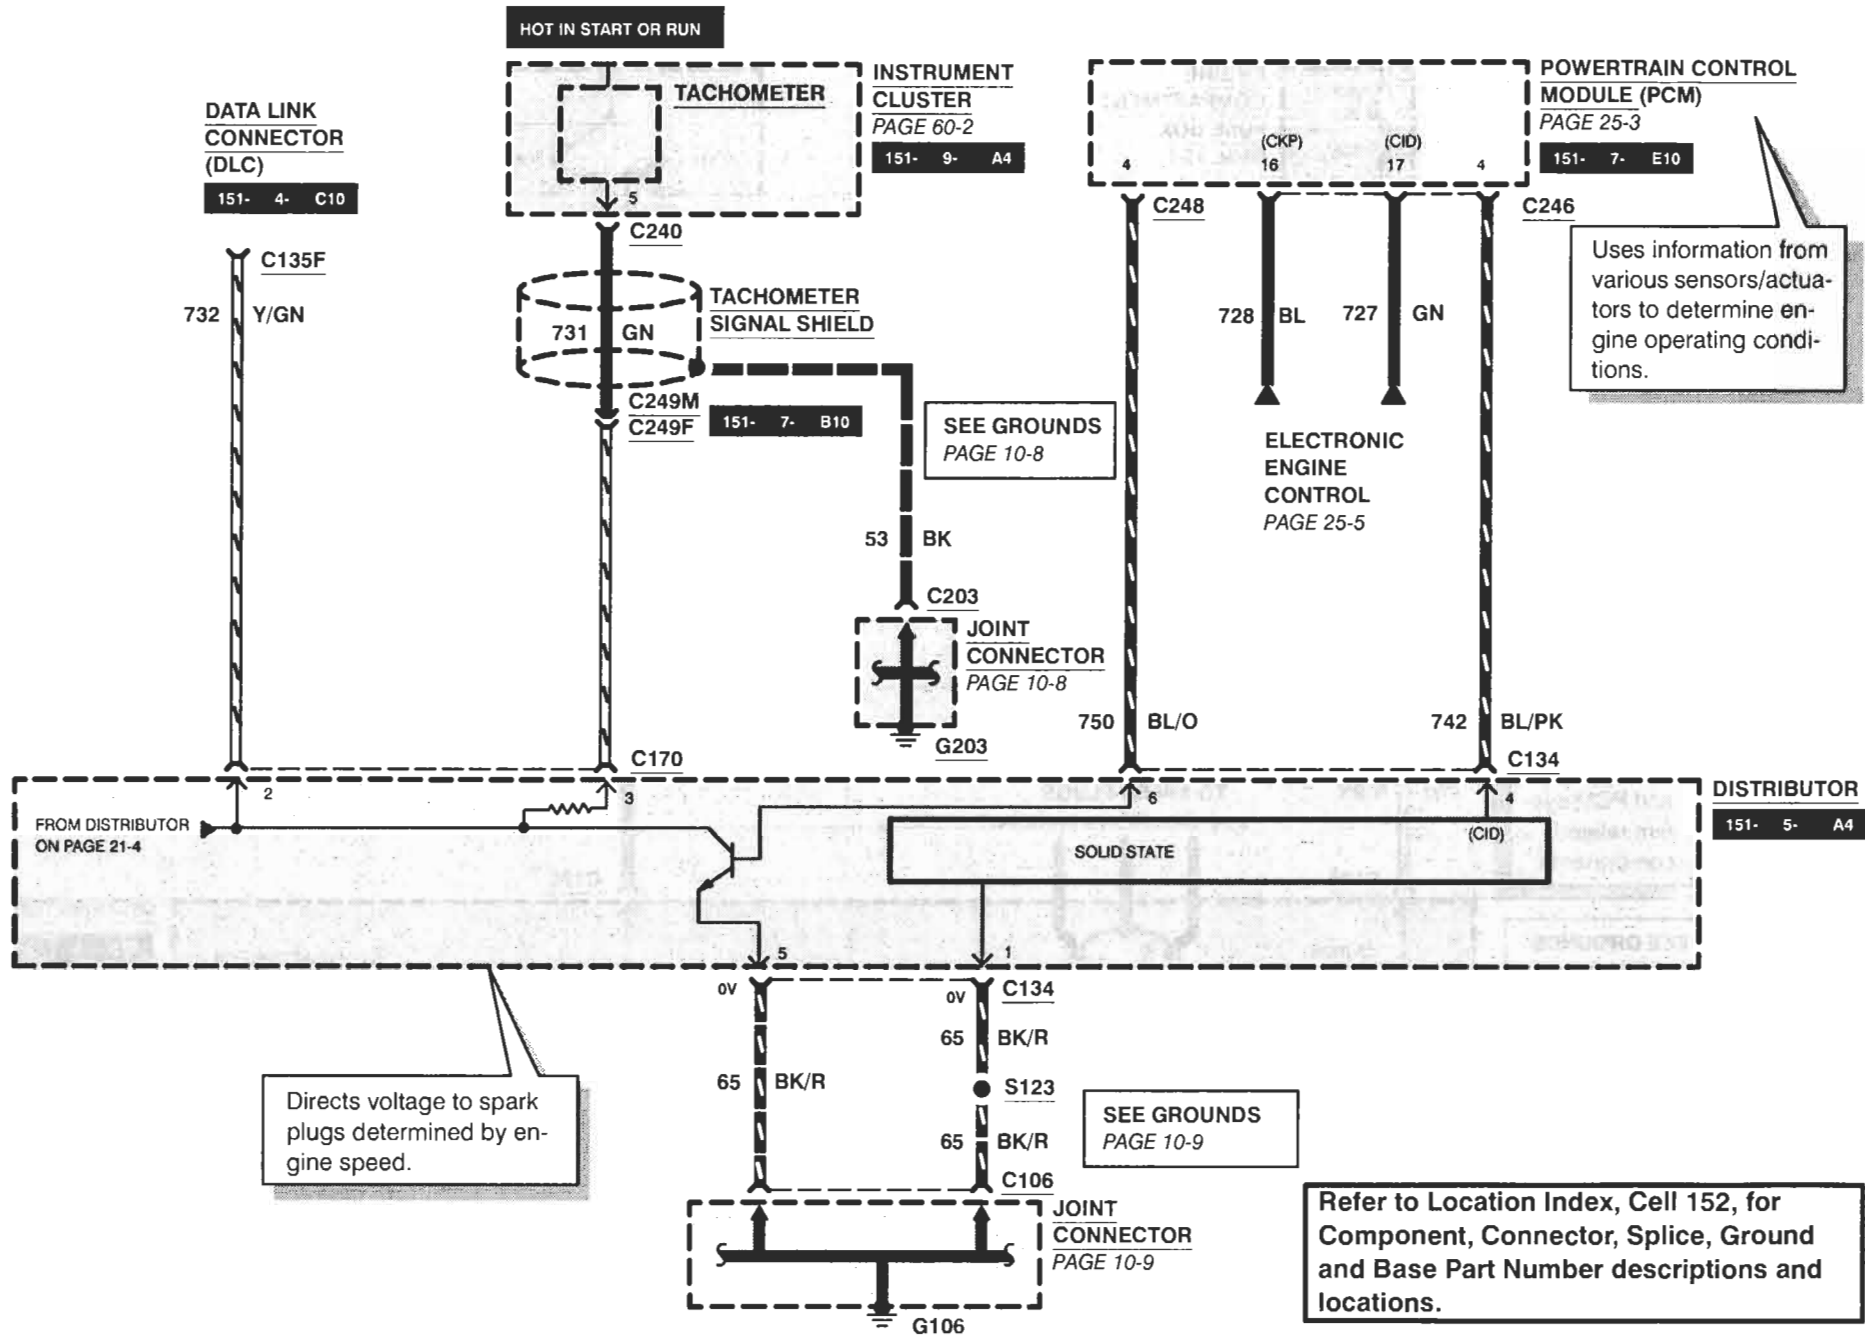 HOT IN START OR RUN
DATA LINK
CONNECTOR
(DLC)
151- 4- C10
TACHOMETER
INSTRUMENT
CLUSTER
PAGE 60-2
151- 9- A4
5
C240
POWERTRAIN CONTROL
MODULE (PCM)
PAGE 25-3
151- 7- E10
4
(CKP)
16
(CID)
17
4
C248
C246
Uses information from
various sensors/actua-
tors to determine en-
gine operating condi-
tions.
C135F
732 Y/GN
TACHOMETER
SIGNAL SHIELD
731 GN
C249M
C249F
151- 7- B10
SEE GROUNDS
PAGE 10-8
728 BL
727 GN
ELECTRONIC
ENGINE
CONTROL
PAGE 25-5
53 BK
C203
JOINT
CONNECTOR
PAGE 10-8
G203
750 BL/O
742 BL/PK
C170
C134
2
3
6
4
DISTRIBUTOR
151- 5- A4
FROM DISTRIBUTOR
ON PAGE 21-4
SOLID STATE
(CID)
5
1
0V
0V
C134
65 BK/R
65 BK/R
S123
65 BK/R
C106
SEE GROUNDS
PAGE 10-9
Directs voltage to spark
plugs determined by en-
gine speed.
JOINT
CONNECTOR
PAGE 10-9
G106
Refer to Location Index, Cell 152, for
Component, Connector, Splice, Ground
and Base Part Number descriptions and
locations.